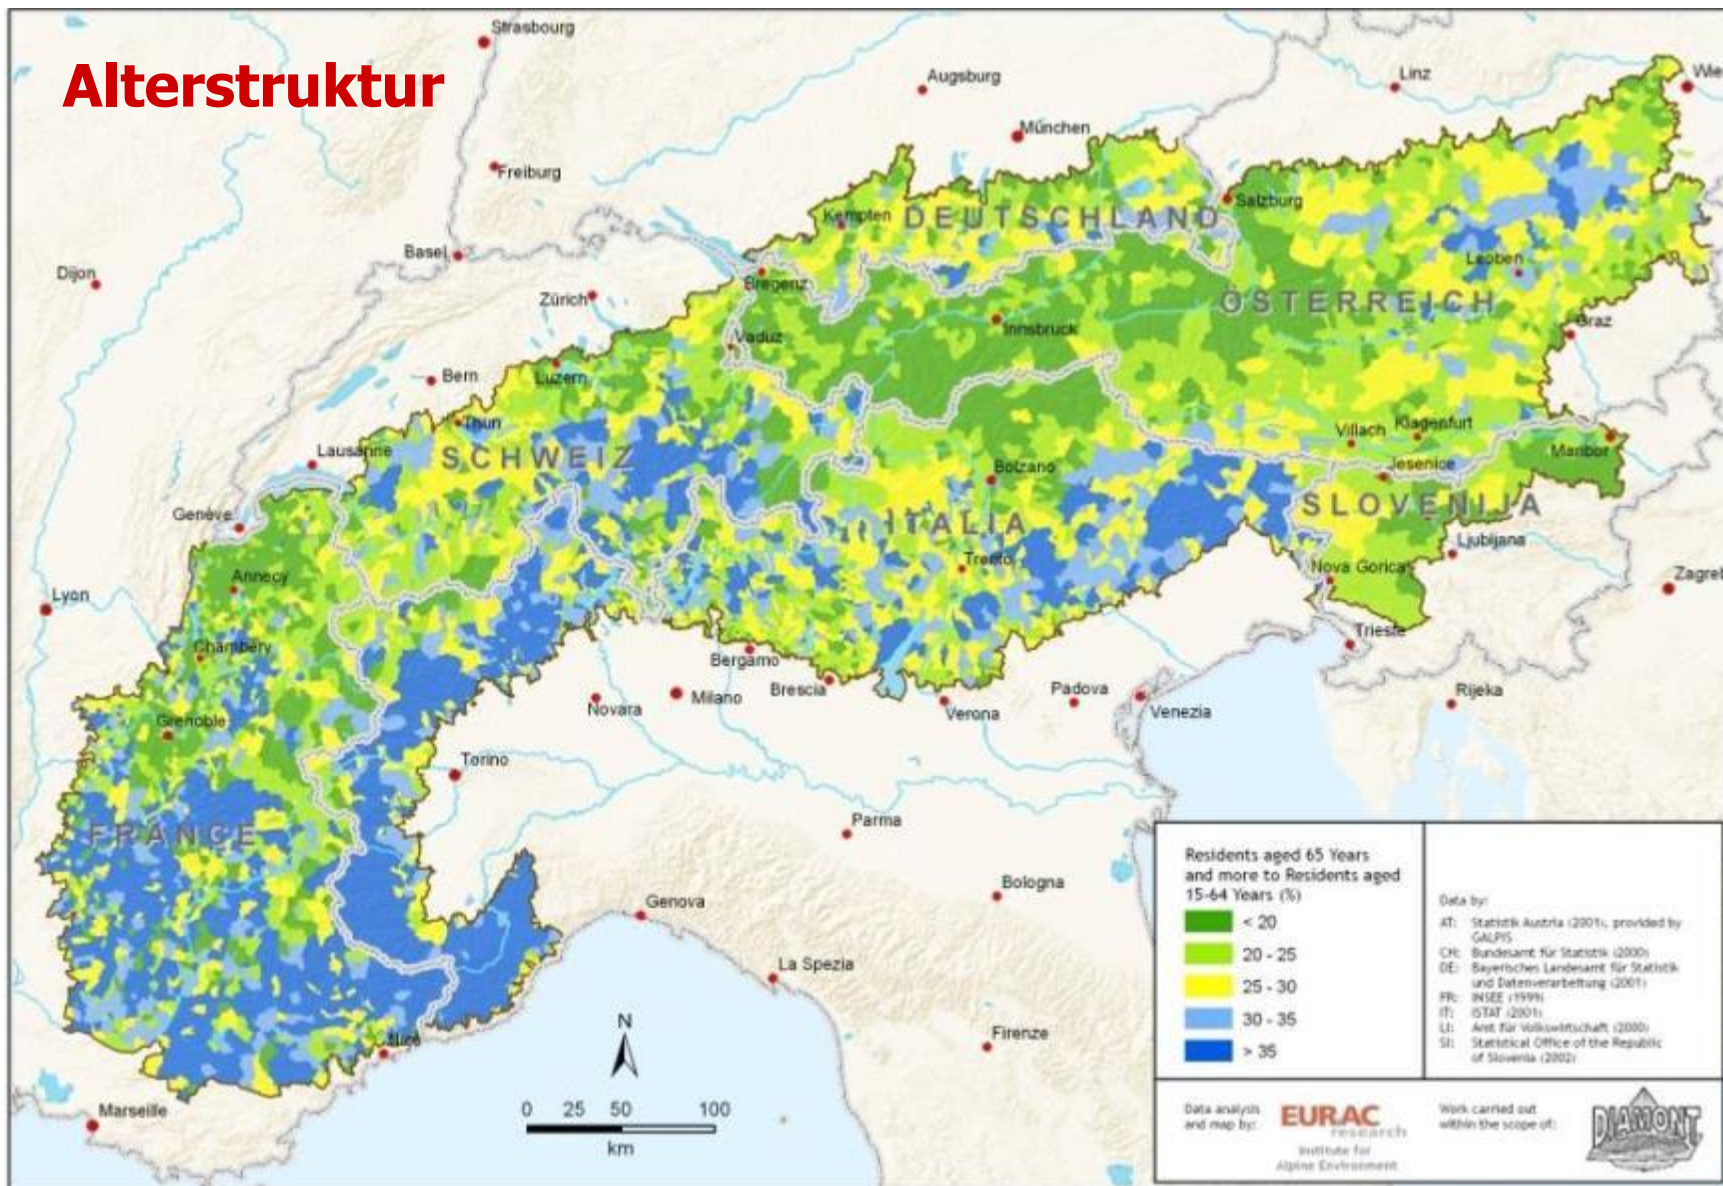 Alterstruktur
Strasbourg
Augsburg
Linz
Wie
München
Freiburg
Salzburg
Kempten
DEUTSCHLAND
Basel
Dijon
Bregenz
Leoben
Zürich
ÖSTERREICH
Innsbruck
Graz
Vaduz
Luzern
Bern
Thun
Villach
Klagenfurt
Maribor
Lausanne
SCHWEIZ
Bolzano
Jesenice
Genève
ITALIA
SLOVENIJA
Ljubljana
Annecy
Trento
Nova Gorica
Lyon
Zagreb
Chambéry
Trieste
Bergamo
Brescia
Padova
Milano
Novara
Verona
Venezia
Rijeka
Grenoble
Torino
FRANCE
Parma
Bologna
Genova
La Spezia
Firenze
Nice
Marseille
N
0 25 50 100
km
Residents aged 65 Years
and more to Residents aged
15-64 Years (%)
< 20
20 - 25
25 - 30
30 - 35
> 35
Data by:
AT: Statistik Austria (2001), provided by
GALPIS
CH: Bundesamt für Statistik (2000)
DE: Bayerisches Landesamt für Statistik
und Datenverarbeitung (2001)
FR: INSEE (1999)
IT: ISTAT (2001)
LI: Amt für Volkswirtschaft (2000)
SI: Statistical Office of the Republic
of Slovenia (2002)
Data analysis
and map by:
EURAC
research
Institute for
Alpine Environment
Work carried out
within the scope of:
DIAMONT